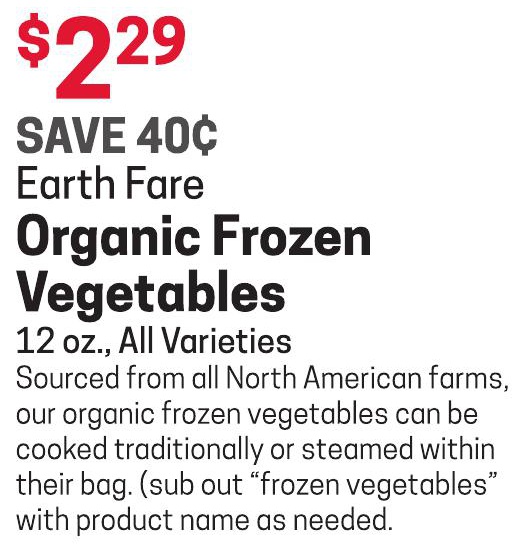 $2.29
SAVE 40¢
Earth Fare
Organic Frozen
Vegetables
12 oz., All Varieties
Sourced from all North American farms,
our organic frozen vegetables can be
cooked traditionally or steamed within
their bag. (sub out “frozen vegetables”
with product name as needed.